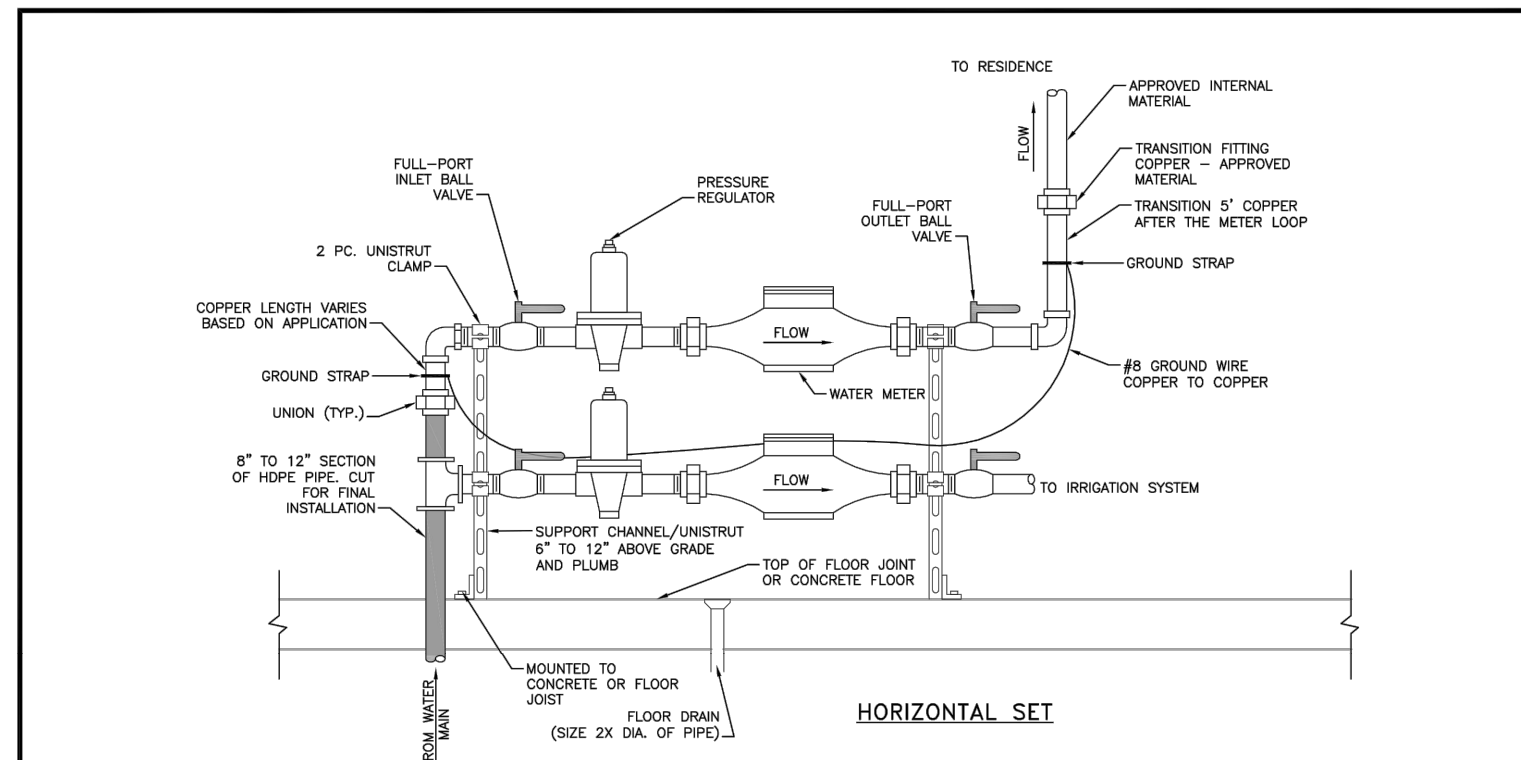 TO RESIDENCE
FLOW
APPROVED INTERNAL
MATERIAL
TRANSITION FITTING
COPPER – APPROVED
MATERIAL
TRANSITION 5' COPPER
AFTER THE METER LOOP
GROUND STRAP
FULL–PORT
INLET BALL
VALVE
PRESSURE
REGULATOR
FULL–PORT
OUTLET BALL
VALVE
2 PC. UNISTRUT
CLAMP
COPPER LENGTH VARIES
BASED ON APPLICATION
FLOW
GROUND STRAP
#8 GROUND WIRE
COPPER TO COPPER
WATER METER
UNION (TYP.)
8" TO 12" SECTION
OF HDPE PIPE. CUT
FOR FINAL
INSTALLATION
FLOW
TO IRRIGATION SYSTEM
SUPPORT CHANNEL/UNISTRUT
6" TO 12" ABOVE GRADE
AND PLUMB
TOP OF FLOOR JOINT
OR CONCRETE FLOOR
MOUNTED TO
CONCRETE OR FLOOR
JOIST
FLOOR DRAIN
(SIZE 2X DIA. OF PIPE)
HORIZONTAL SET
WATER
MAIN